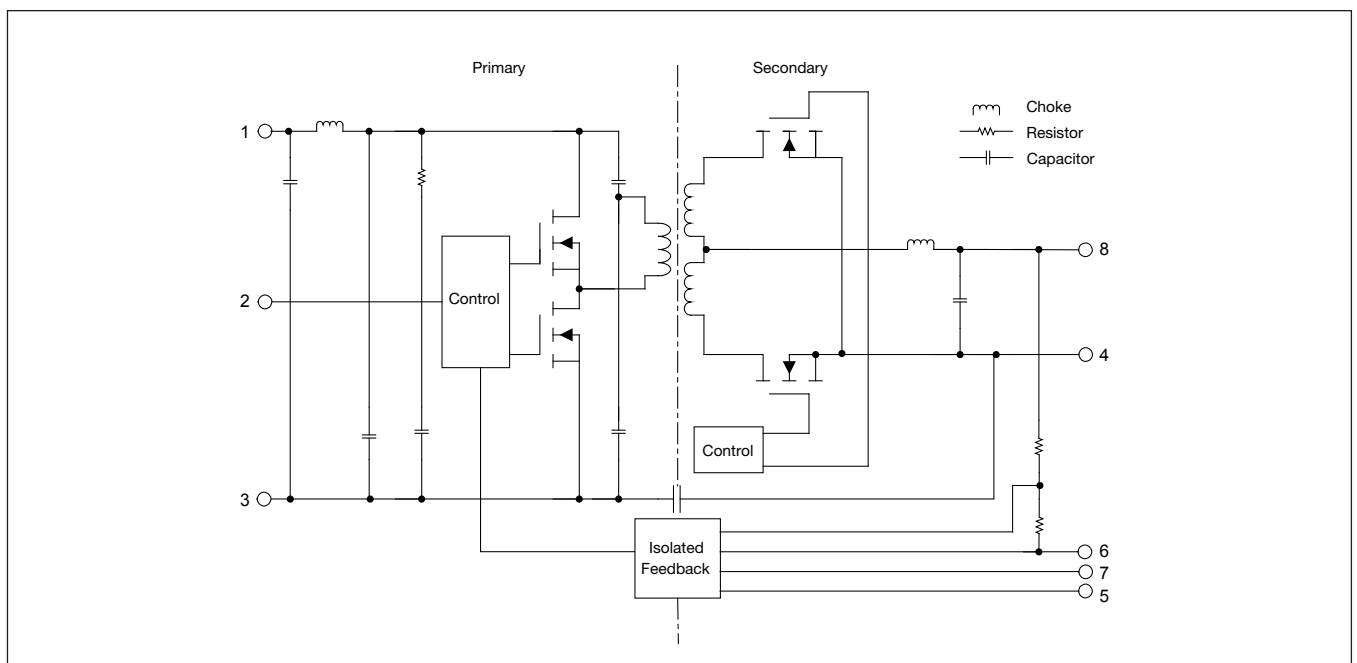 Primary
Secondary
Choke
Resistor
Capacitor
1
2
3
Control
8
4
Control
Isolated
Feedback
6
7
5